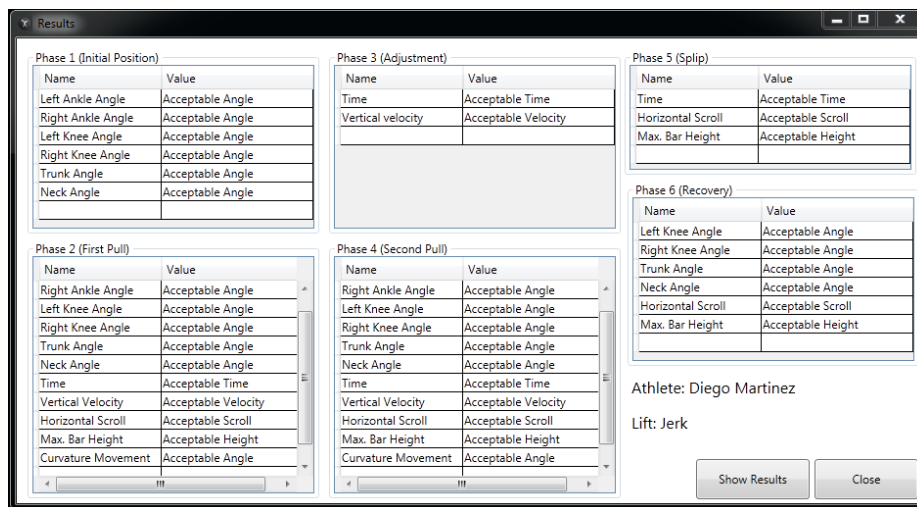 Results
Phase 1 (Initial Position)
Name Value
Left Ankle Angle Acceptable Angle
Right Ankle Angle Acceptable Angle
Left Knee Angle Acceptable Angle
Right Knee Angle Acceptable Angle
Trunk Angle Acceptable Angle
Neck Angle Acceptable Angle
Phase 2 (First Pull)
Name Value
Right Ankle Angle Acceptable Angle
Left Knee Angle Acceptable Angle
Right Knee Angle Acceptable Angle
Trunk Angle Acceptable Angle
Neck Angle Acceptable Angle
Time Acceptable Time
Vertical Velocity Acceptable Velocity
Horizontal Scroll Acceptable Scroll
Max. Bar Height Acceptable Height
Curvature Movement Acceptable Angle
Phase 3 (Adjustment)
Name Value
Time Acceptable Time
Vertical velocity Acceptable Velocity
Phase 4 (Second Pull)
Name Value
Right Ankle Angle Acceptable Angle
Left Knee Angle Acceptable Angle
Right Knee Angle Acceptable Angle
Trunk Angle Acceptable Angle
Neck Angle Acceptable Angle
Time Acceptable Time
Vertical Velocity Acceptable Velocity
Horizontal Scroll Acceptable Scroll
Max. Bar Height Acceptable Height
Curvature Movement Acceptable Angle
Phase 5 (Splip)
Name Value
Time Acceptable Time
Horizontal Scroll Acceptable Scroll
Max. Bar Height Acceptable Height
Phase 6 (Recovery)
Name Value
Left Knee Angle Acceptable Angle
Right Knee Angle Acceptable Angle
Trunk Angle Acceptable Angle
Neck Angle Acceptable Angle
Horizontal Scroll Acceptable Scroll
Max. Bar Height Acceptable Height
Athlete: Diego Martinez
Lift: Jerk
Show Results Close